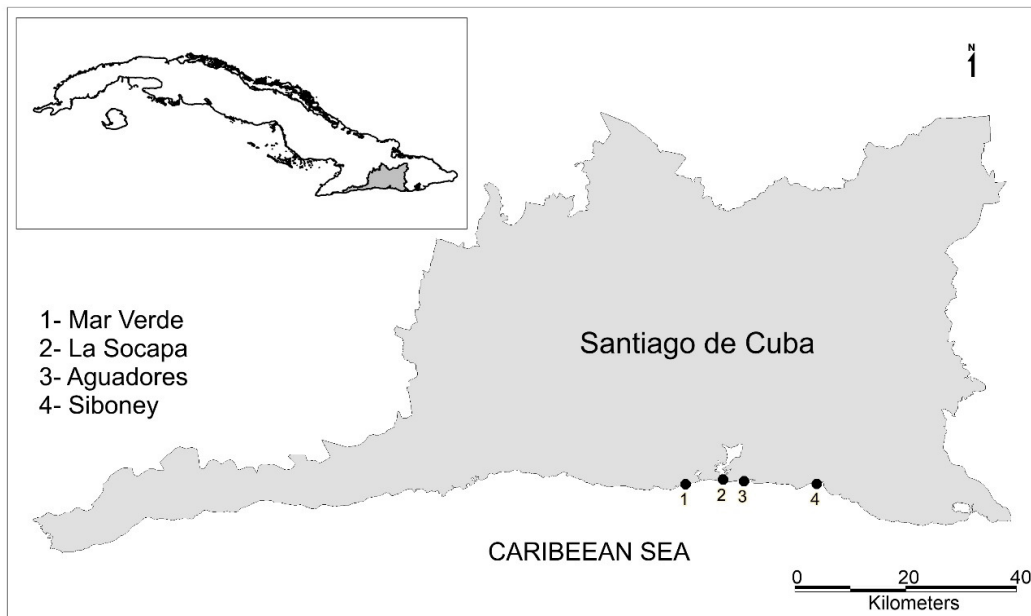 N
1- Mar Verde
2- La Socapa
3- Aguadores
4- Siboney
Santiago de Cuba
1
2
3
4
CARIBEEAN SEA
0 20 40
Kilometers